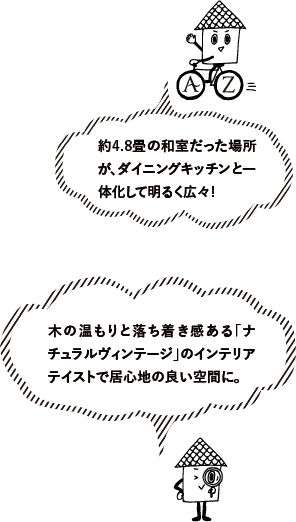 A Z
約4.8畳の和室だった場所
が、ダイニングキッチンと一
体化して明るく広々!
木の温もりと落ち着き感ある「ナ
チュラルヴィンテージ」のインテリア
テイストで居心地の良い空間に。